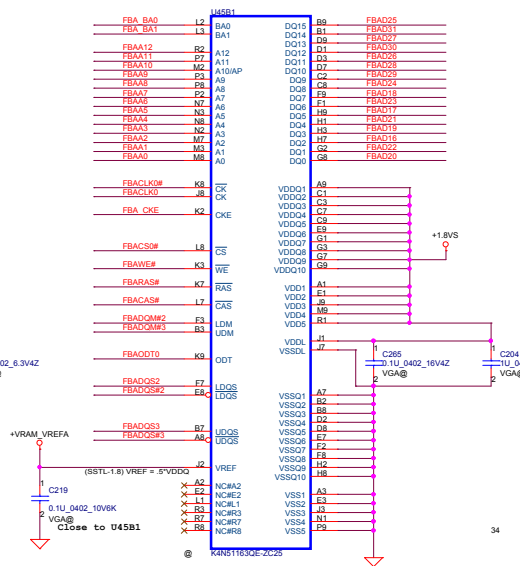 U45B1
FBA_BA0 L2 BA0 DQ15 B9 FBAD25
FBA_BA1 L3 BA1 DQ14 B1 FBAD31
DQ13 D9 FBAD27
FBAA12 R2 A12 DQ12 D1 FBAD30
FBAA11 P7 A11 DQ11 D3 FBAD26
FBAA10 M2 A10/AP DQ10 D7 FBAD28
FBAA9 P3 A9 DQ9 C2 FBAD29
FBAA8 P8 A8 DQ8 C8 FBAD24
FBAA7 P2 A7 DQ7 F9 FBAD18
FBAA6 N7 A6 DQ6 F1 FBAD23
FBAA5 N3 A5 DQ5 H9 FBAD17
FBAA4 N8 A4 DQ4 H1 FBAD21
FBAA3 N2 A3 DQ3 H3 FBAD19
FBAA2 M7 A2 DQ2 H7 FBAD16
FBAA1 M3 A1 DQ1 G2 FBAD22
FBAA0 M8 A0 DQ0 G8 FBAD20
FBACLK0# K8 CK VDDQ1 A9
FBACLK0 J8 CK VDDQ2 C1
VDDQ3 C3
FBA_CKE K2 CKE VDDQ4 C7
VDDQ5 C9
VDDQ6 E9
VDDQ7 G1
+1.8VS
FBACS0# L8 CS VDDQ8 G3
VDDQ9 G7
FBAWE# K3 WE VDDQ10 G9
FBARAS# K7 RAS VDD1 A1
VDD2 E1
FBACAS# L7 CAS VDD3 J9
VDD4 M9
FBADQM#2 F3 LDM VDD5 R1
FBADQM#3 B3 UDM
VDDL J1
VSSDL J7
FBAODT0 K9 ODT
1 C265 1 C204
02_6.3V4Z 0.1U_0402_16V4Z 1U_04
2 VGA@ 2 VGA@
FBADQS2 F7 LDQS VSSQ1 A7
FBADQS#2 E8 LDQS VSSQ2 B2
VSSQ3 B8
VSSQ4 D2
FBADQS3 B7 UDQS VSSQ5 D8
FBADQS#3 A8 UDQS VSSQ6 E7
VSSQ7 F2
+VRAM_VREFA VSSQ8 F8
VSSQ9 H2
(SSTL-1.8) VREF = .5*VDDQ J2 VREF VSSQ10 H8
A2 NC#A2 VSS1 A3
E2 NC#E2 VSS2 E3
L1 NC#L1 VSS3 J3
R3 NC#R3 VSS4 N1
R7 NC#R7 VSS5 P9
R8 NC#R8
1 C219
0.1U_0402_10V6K
2 VGA@
Close to U45B1
34
@ K4N51163QE-ZC25